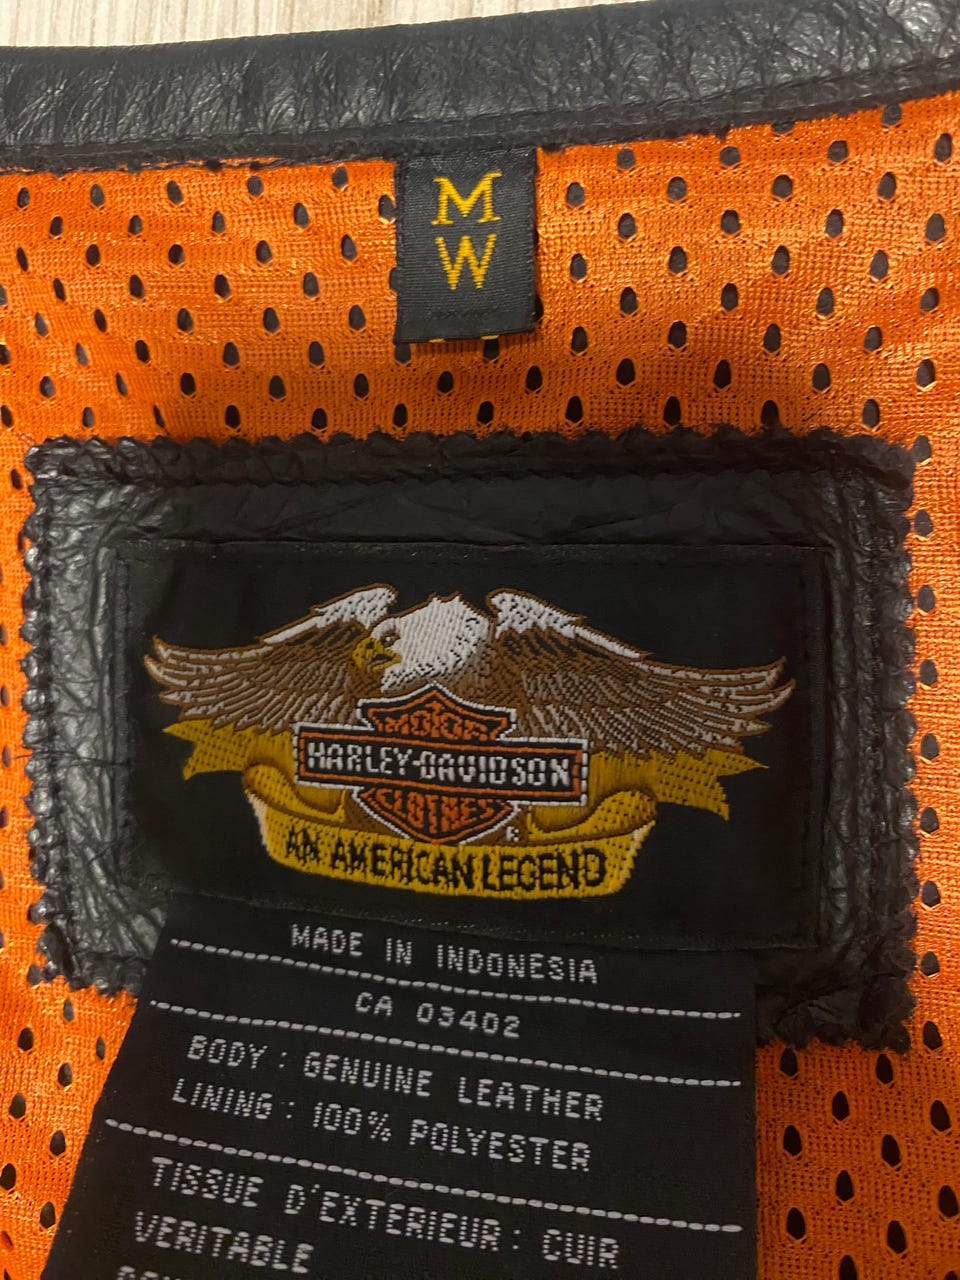 M
W
MOTOR
HARLEY-DAVIDSON
CLOTHES
®
AN AMERICAN LEGEND
MADE IN INDONESIA
CA 03402
BODY : GENUINE LEATHER
LINING : 100% POLYESTER
TISSUE D'EXTERIEUR : CUIR
VERITABLE